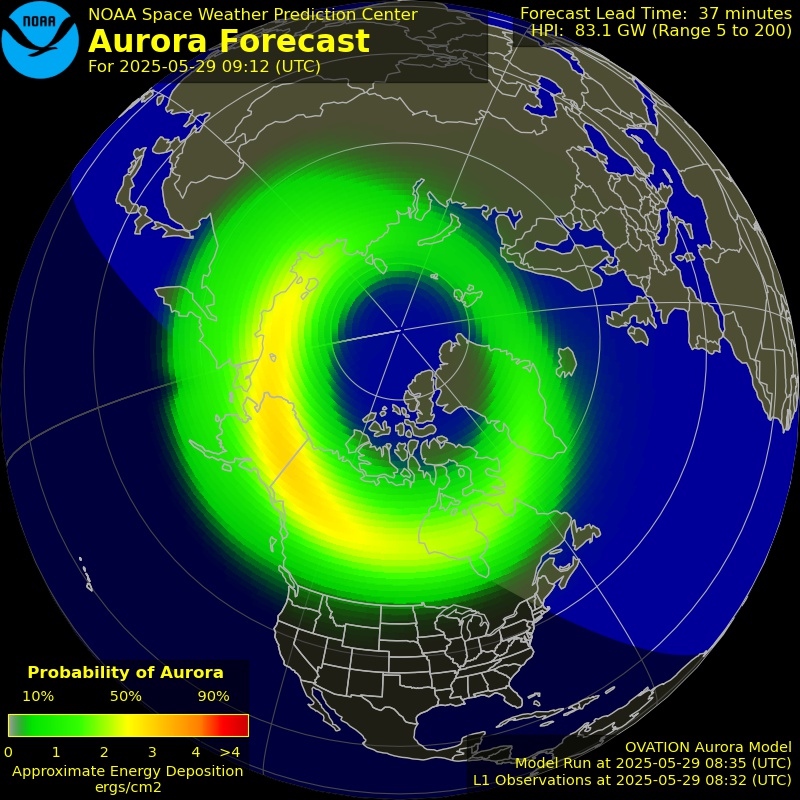 NOAA
NOAA Space Weather Prediction Center
Aurora Forecast
For 2025-05-29 09:12 (UTC)
Forecast Lead Time: 37 minutes
HPI: 83.1 GW (Range 5 to 200)
Probability of Aurora
10% 50% 90%
0 1 2 3 4 >4
Approximate Energy Deposition
ergs/cm2
OVATION Aurora Model
Model Run at 2025-05-29 08:35 (UTC)
L1 Observations at 2025-05-29 08:32 (UTC)